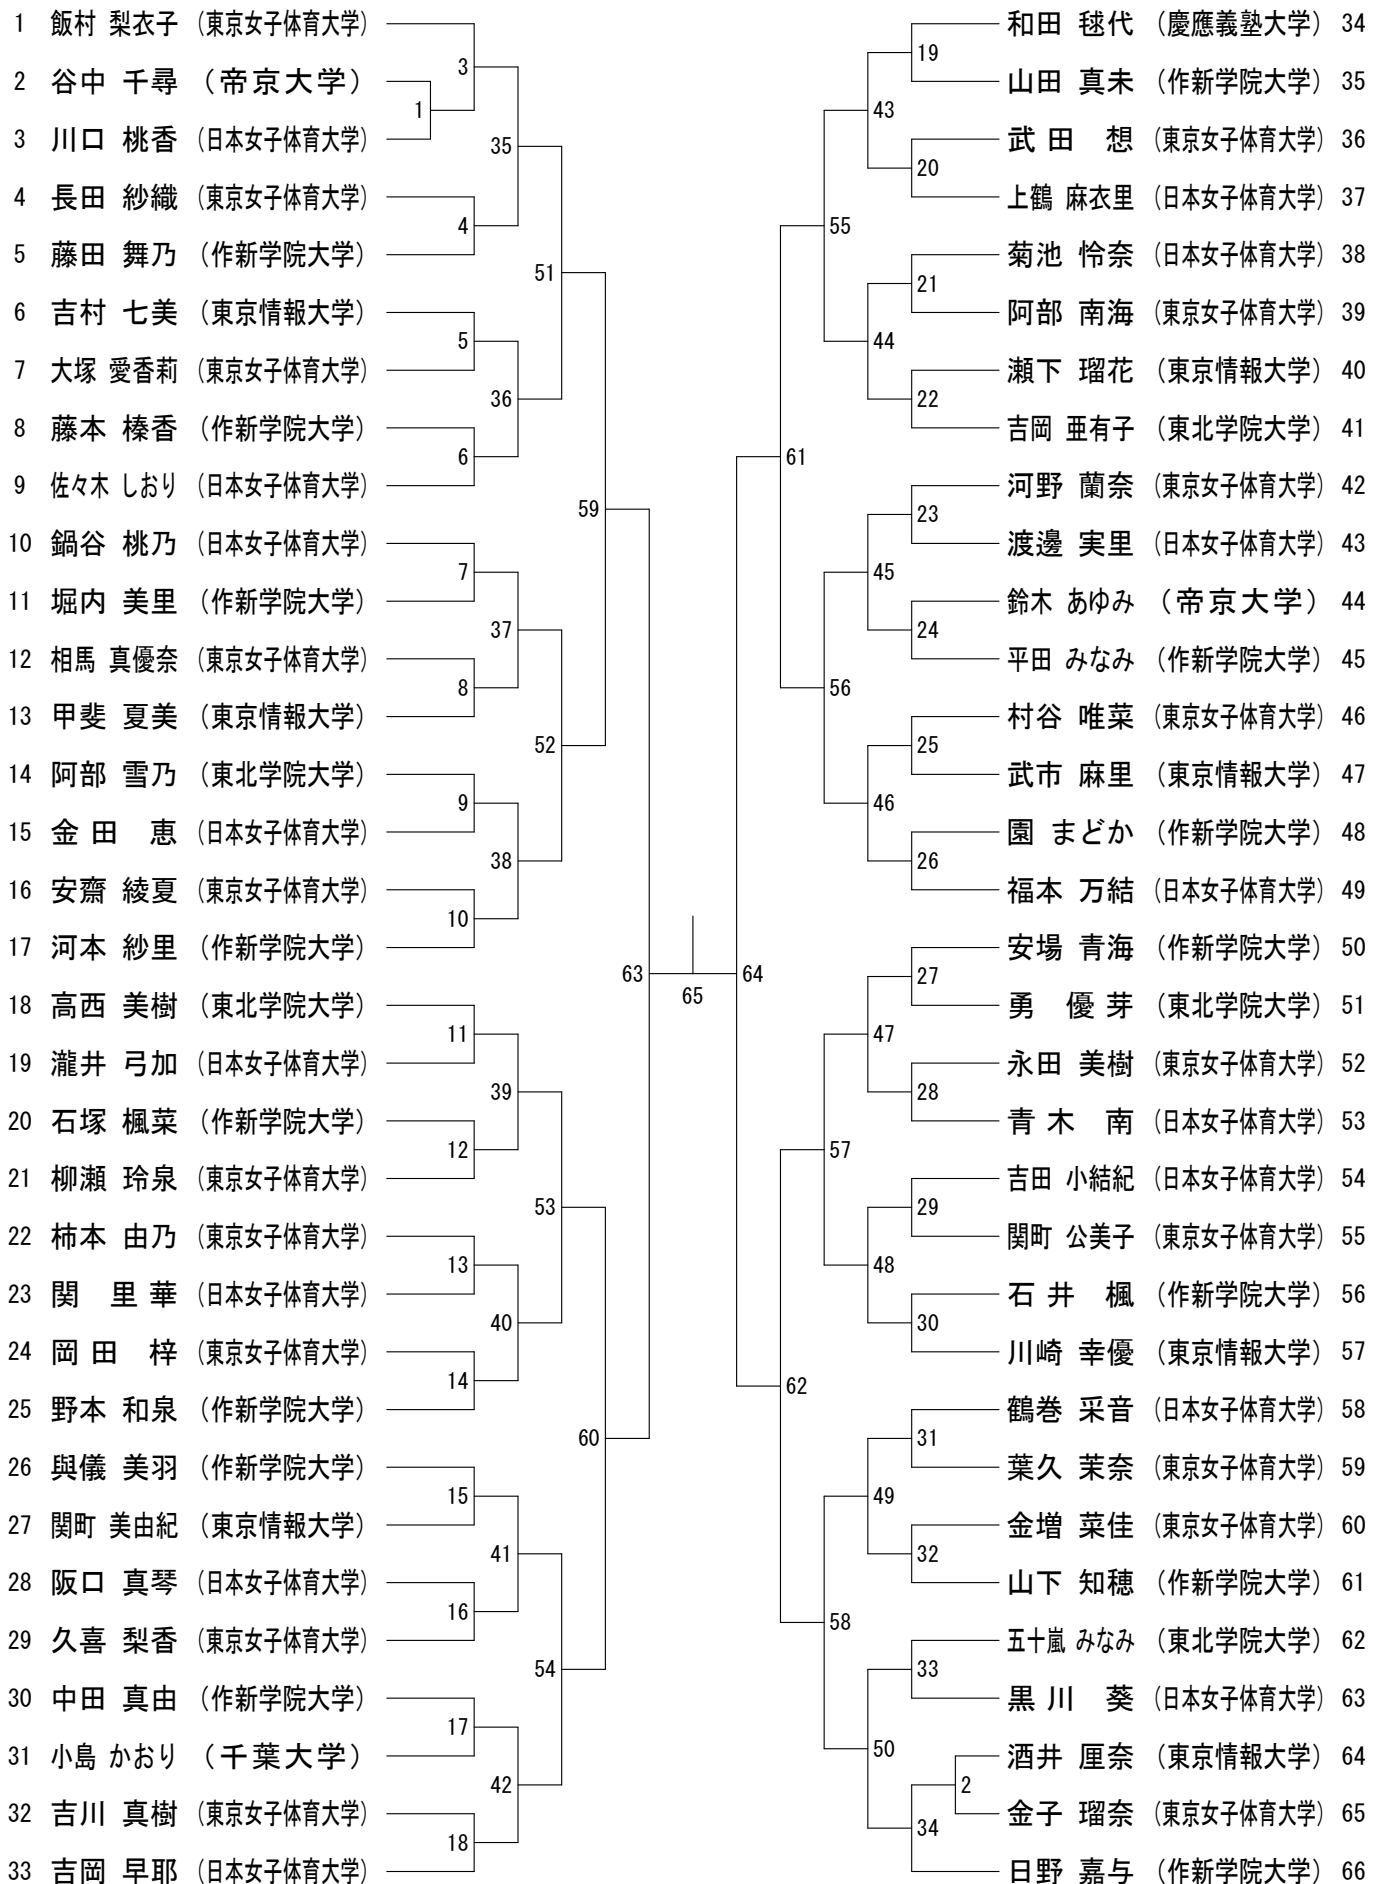 1 飯村 梨衣子 （東京女子体育大学）
2 谷中 千尋 （帝京大学）
3 川口 桃香 （日本女子体育大学）
4 長田 紗織 （東京女子体育大学）
5 藤田 舞乃 （作新学院大学）
6 吉村 七美 （東京情報大学）
7 大塚 愛香莉 （東京女子体育大学）
8 藤本 榛香 （作新学院大学）
9 佐々木 しおり （日本女子体育大学）
10 鍋谷 桃乃 （日本女子体育大学）
11 堀内 美里 （作新学院大学）
12 相馬 真優奈 （東京女子体育大学）
13 甲斐 夏美 （東京情報大学）
14 阿部 雪乃 （東北学院大学）
15 金田 恵 （日本女子体育大学）
16 安齋 綾夏 （東京女子体育大学）
17 河本 紗里 （作新学院大学）
18 高西 美樹 （東北学院大学）
19 瀧井 弓加 （日本女子体育大学）
20 石塚 楓菜 （作新学院大学）
21 柳瀬 玲泉 （東京女子体育大学）
22 柿本 由乃 （東京女子体育大学）
23 関 里華 （日本女子体育大学）
24 岡田 梓 （東京女子体育大学）
25 野本 和泉 （作新学院大学）
26 與儀 美羽 （作新学院大学）
27 関町 美由紀 （東京情報大学）
28 阪口 真琴 （日本女子体育大学）
29 久喜 梨香 （東京女子体育大学）
30 中田 真由 （作新学院大学）
31 小島 かおり （千葉大学）
32 吉川 真樹 （東京女子体育大学）
33 吉岡 早耶 （日本女子体育大学）
1
3
4
5
6
7
8
9
10
11
12
13
14
15
16
17
18
35
36
37
38
39
40
41
42
51
52
53
54
59
60
63
65
64
61
62
55
56
57
58
43
44
45
46
47
48
49
50
19
20
21
22
23
24
25
26
27
28
29
30
31
32
33
34
2
和田 毬代 （慶應義塾大学） 34
山田 真未 （作新学院大学） 35
武田 想 （東京女子体育大学） 36
上鶴 麻衣里 （日本女子体育大学） 37
菊池 怜奈 （日本女子体育大学） 38
阿部 南海 （東京女子体育大学） 39
瀬下 瑠花 （東京情報大学） 40
吉岡 亜有子 （東北学院大学） 41
河野 蘭奈 （東京女子体育大学） 42
渡邊 実里 （日本女子体育大学） 43
鈴木 あゆみ （帝京大学） 44
平田 みなみ （作新学院大学） 45
村谷 唯菜 （東京女子体育大学） 46
武市 麻里 （東京情報大学） 47
園 まどか （作新学院大学） 48
福本 万結 （日本女子体育大学） 49
安場 青海 （作新学院大学） 50
勇 優芽 （東北学院大学） 51
永田 美樹 （東京女子体育大学） 52
青木 南 （日本女子体育大学） 53
吉田 小結紀 （日本女子体育大学） 54
関町 公美子 （東京女子体育大学） 55
石井 楓 （作新学院大学） 56
川崎 幸優 （東京情報大学） 57
鶴巻 采音 （日本女子体育大学） 58
葉久 茉奈 （東京女子体育大学） 59
金増 菜佳 （東京女子体育大学） 60
山下 知穂 （作新学院大学） 61
五十嵐 みなみ （東北学院大学） 62
黒川 葵 （日本女子体育大学） 63
酒井 厘奈 （東京情報大学） 64
金子 瑠奈 （東京女子体育大学） 65
日野 嘉与 （作新学院大学） 66